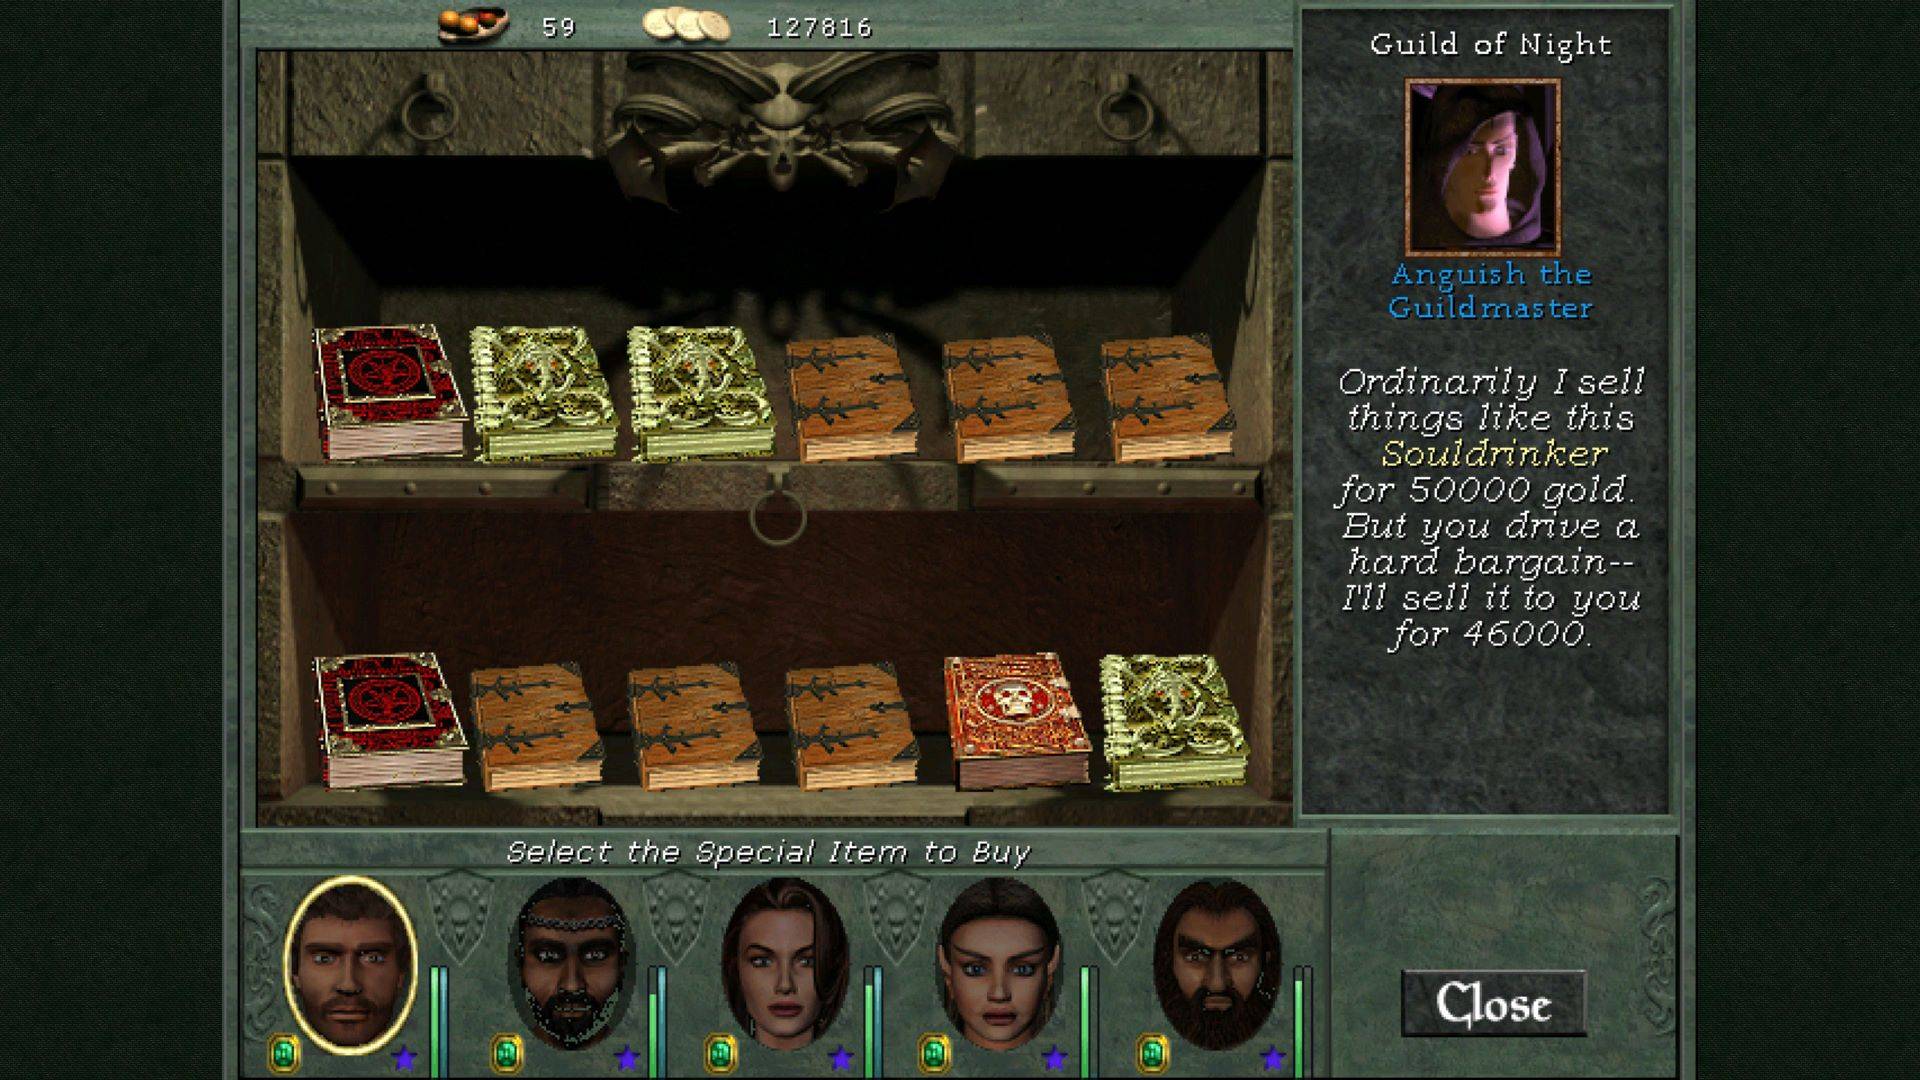 59
127816
Guild of Night
Anguish the
Guildmaster
Ordinarily I sell
things like this
Souldrinker
for 50000 gold.
But you drive a
hard bargain--
I'll sell it to you
for 46000.
Select the Special Item to Buy
Close